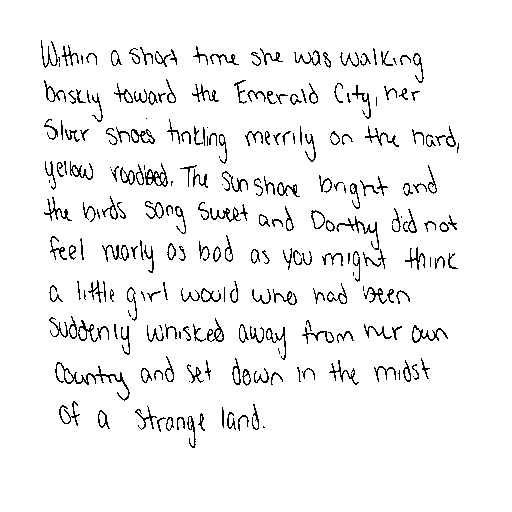 Within a short time she was walking
briskly toward the Emerald City, her
Silver Shoes tinkling merrily on the hard,
yellow roadbed. The sun shone bright and
the birds song sweet and Dorthy did not
feel nearly as bad as you might think
a little girl would who had been
suddenly whisked away from her own
country and set down in the midst
of a strange land.